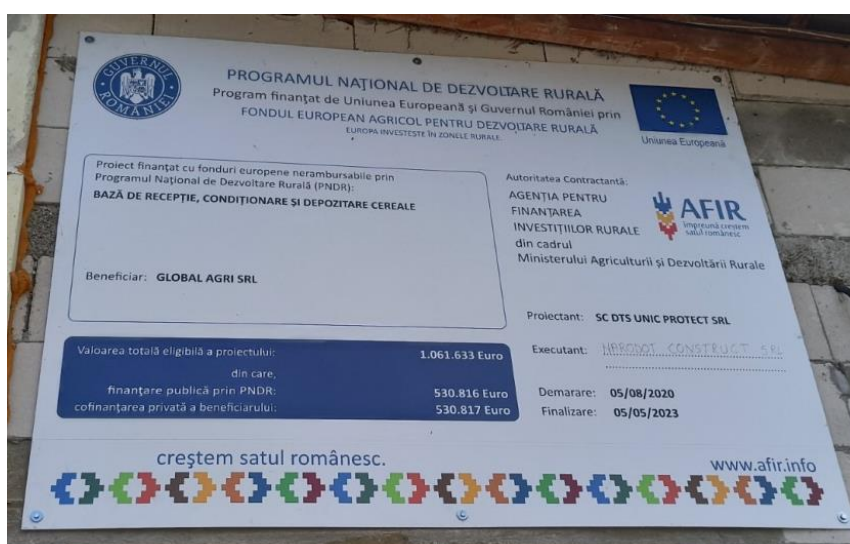 GUVERNUL ROMÂNIEI
PROGRAMUL NAȚIONAL DE DEZVOLTARE RURALĂ
Program finanțat de Uniunea Europeană și Guvernul României prin
FONDUL EUROPEAN AGRICOL PENTRU DEZVOLTARE RURALĂ
EUROPA INVESTEȘTE ÎN ZONELE RURALE
Uniunea Europeană
Proiect finanțat cu fonduri europene nerambursabile prin
Programul Național de Dezvoltare Rurală (PNDR):
BAZĂ DE RECEPȚIE, CONDIȚIONARE ȘI DEPOZITARE CEREALE
Beneficiar: GLOBAL AGRI SRL
Autoritatea Contractantă:
AGENȚIA PENTRU
FINANȚAREA
INVESTIȚIILOR RURALE
din cadrul
Ministerului Agriculturii și Dezvoltării Rurale
AFIR
împreună creștem
satul românesc
Proiectant: SC DTS UNIC PROTECT SRL
Executant: NARODOT CONSTRUCT SRL
Demarare: 05/08/2020
Finalizare: 05/05/2023
Valoarea totală eligibilă a proiectului: 1.061.633 Euro
din care,
finanțare publică prin PNDR: 530.816 Euro
cofinanțarea privată a beneficiarului: 530.817 Euro
creștem satul românesc.
www.afir.info